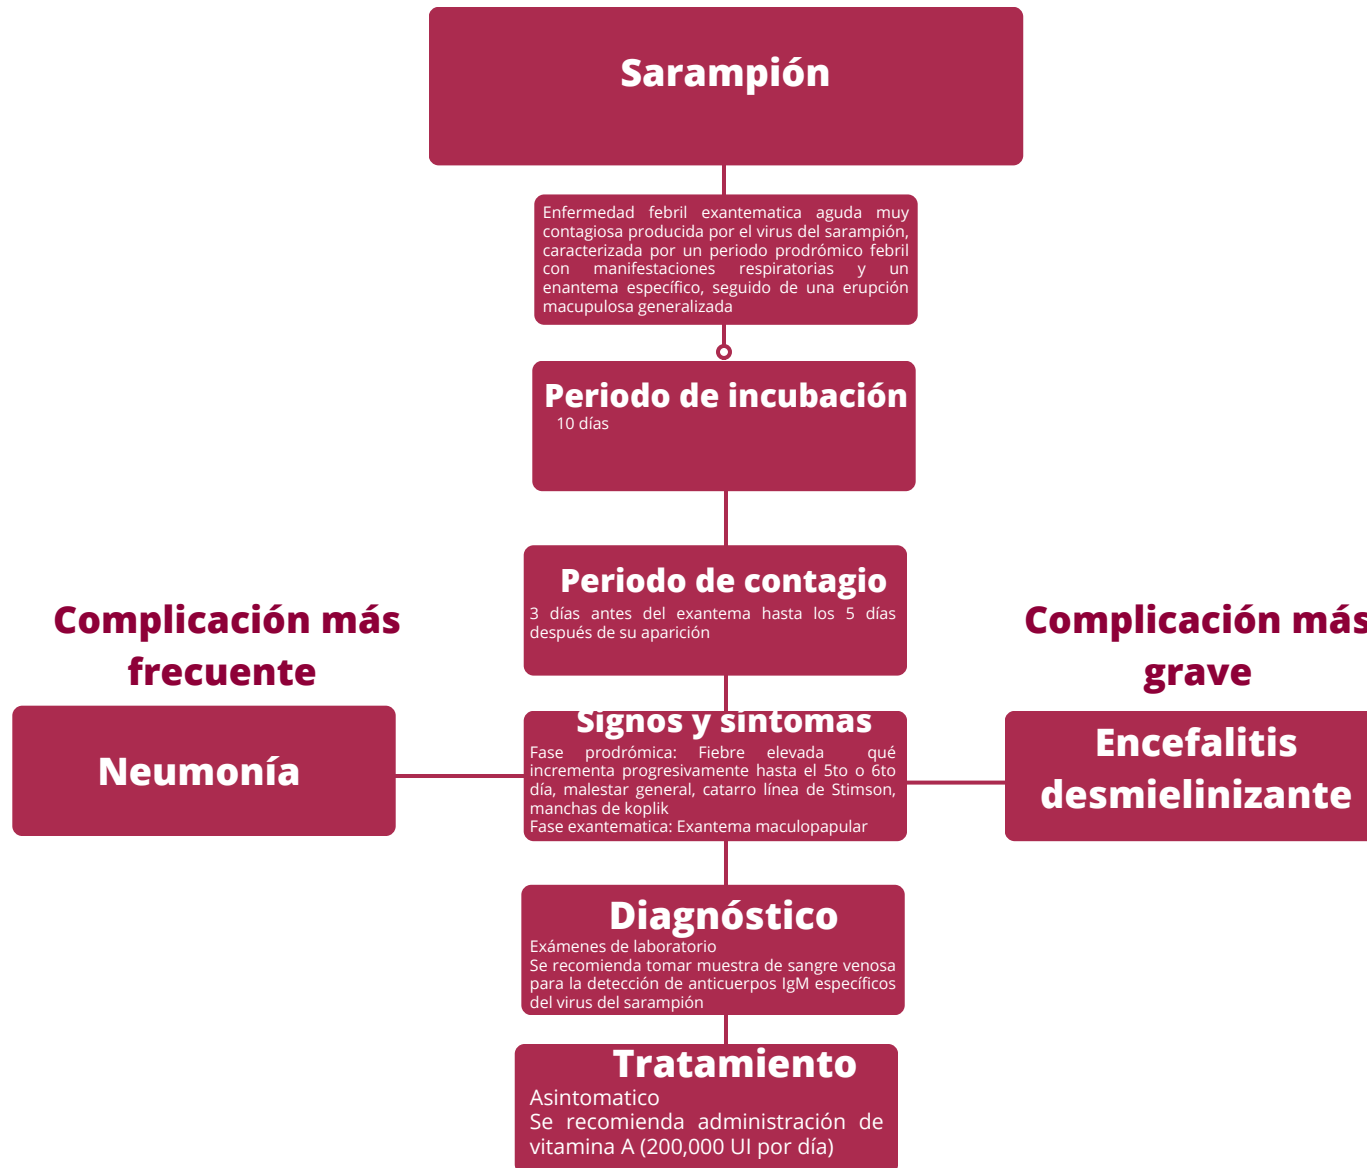 Sarampión
Enfermedad febril exantematica aguda muy
contagiosa producida por el virus del sarampión,
caracterizada por un periodo prodrómico febril
con manifestaciones respiratorias y un
enantema específico, seguido de una erupción
macupulosa generalizada
Periodo de incubación
10 días
Periodo de contagio
3 días antes del exantema hasta los 5 días
después de su aparición
Complicación más
frecuente
Neumonía
Signos y síntomas
Fase prodrómica: Fiebre elevada qué
incrementa progresivamente hasta el 5to o 6to
día, malestar general, catarro línea de Stimson,
manchas de koplik
Fase exantematica: Exantema maculopapular
Complicación más
grave
Encefalitis
desmielinizante
Diagnóstico
Exámenes de laboratorio
Se recomienda tomar muestra de sangre venosa
para la detección de anticuerpos IgM específicos
del virus del sarampión
Tratamiento
Asintomatico
Se recomienda administración de
vitamina A (200,000 UI por día)